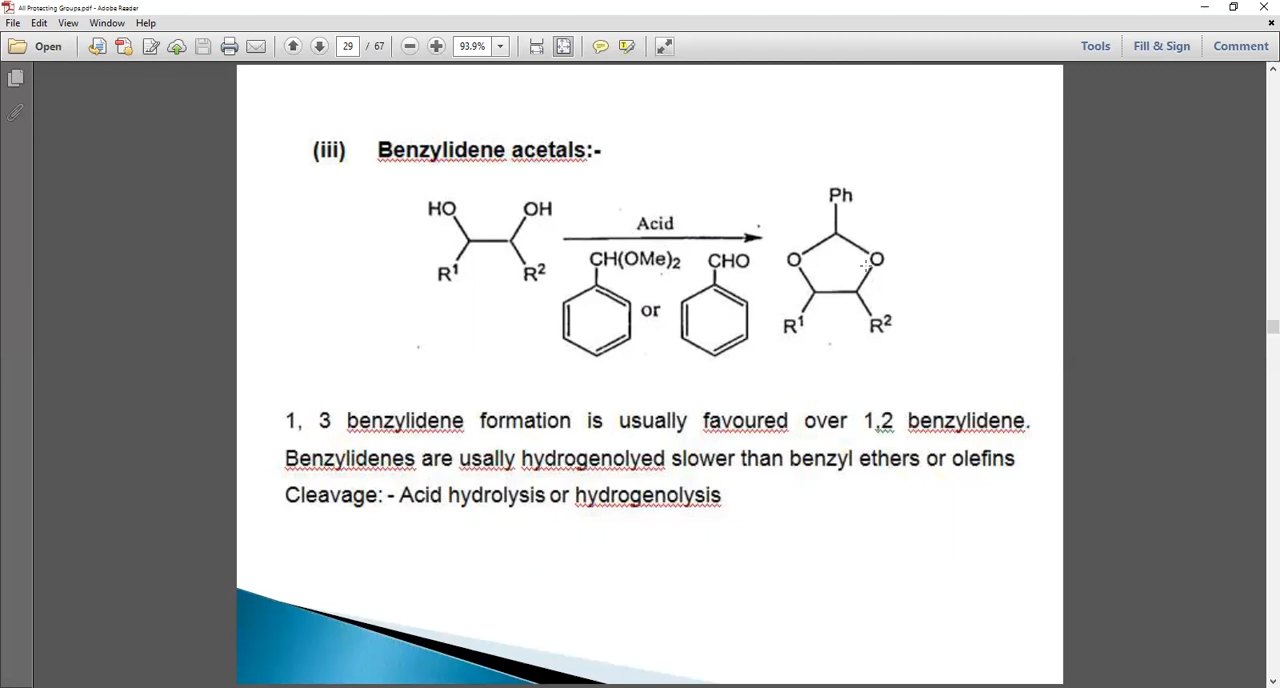 All Protecting Groups.pdf - Adobe Reader
File Edit View Window Help
Open 29 / 67 93.9% Tools Fill & Sign Comment
(iii) Benzylidene acetals:-
Ph
HO OH Acid
CH(OMe)2 CHO O O
R1 R2
or
R1 R2
1, 3 benzylidene formation is usually favoured over 1,2 benzylidene.
Benzylidenes are usally hydrogenolyed slower than benzyl ethers or olefins
Cleavage: - Acid hydrolysis or hydrogenolysis